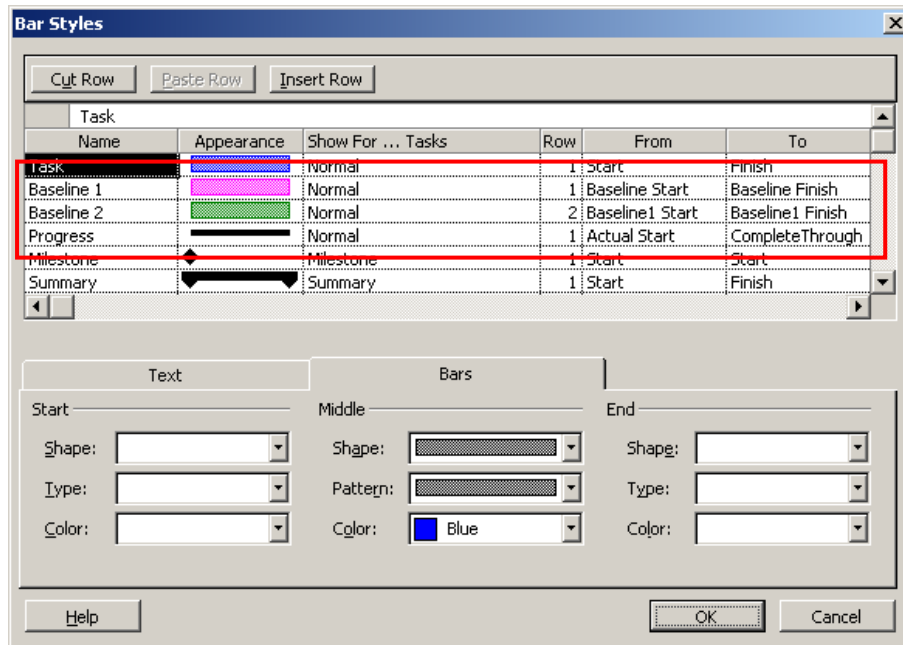 Bar Styles
Cut Row Paste Row Insert Row
Task
Name Appearance Show For ... Tasks Row From To
Task Normal 1 Start Finish
Baseline 1 Normal 1 Baseline Start Baseline Finish
Baseline 2 Normal 2 Baseline1 Start Baseline1 Finish
Progress Normal 1 Actual Start CompleteThrough
Milestone Milestone 1 Start Start
Summary Summary 1 Start Finish
Text Bars
Start Middle End
Shape: Shape: Shape:
Type: Pattern: Type:
Color: Color: Blue Color:
Help OK Cancel